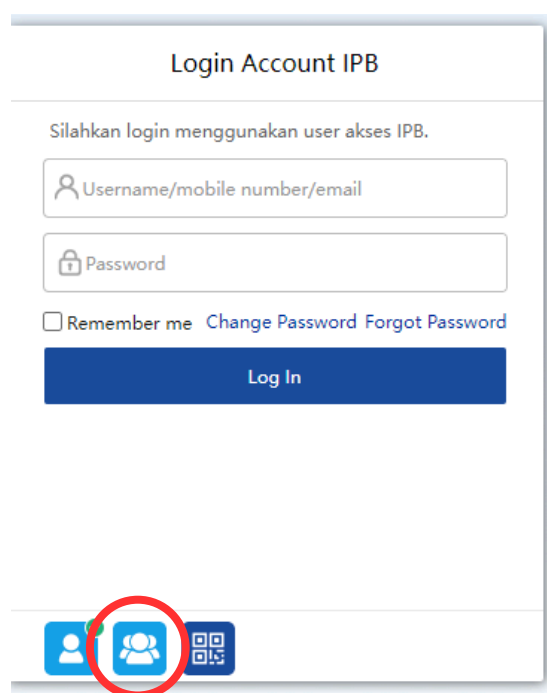 Login Account IPB
Silahkan login menggunakan user akses IPB.
Username/mobile number/email
Password
Remember me Change Password Forgot Password
Log In